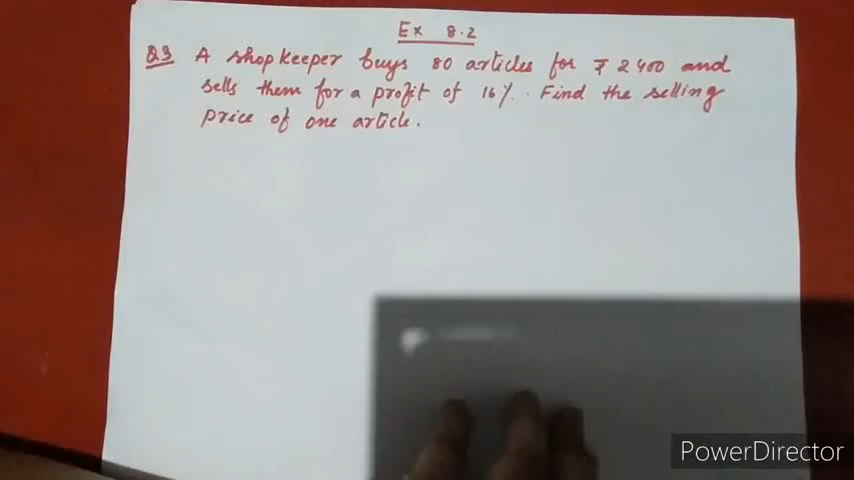 Ex 8.2
Q3 A shopkeeper buys 80 articles for ₹ 2400 and
sells them for a profit of 16%. Find the selling
price of one article.
PowerDirector